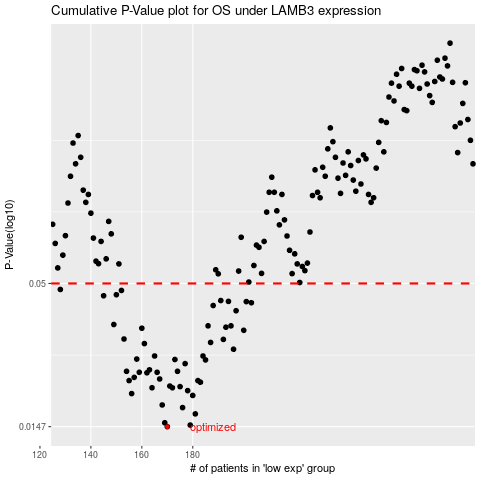 Cumulative P-Value plot for OS under LAMB3 expression
P-Value(log10)
0.05
0.0147
optimized
120 140 160 180
# of patients in 'low exp' group